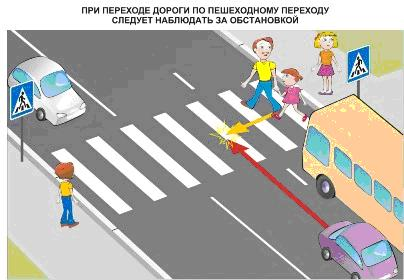 ПРИ ПЕРЕХОДЕ ДОРОГИ ПО ПЕШЕХОДНОМУ ПЕРЕХОДУ
СЛЕДУЕТ НАБЛЮДАТЬ ЗА ОБСТАНОВКОЙ